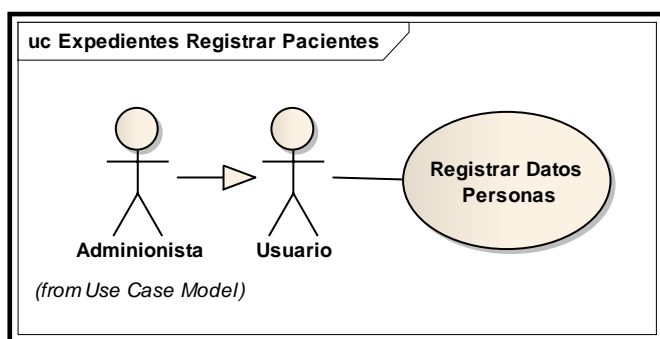 uc Expedientes Registrar Pacientes
Registrar Datos
Personas
Adminionista
Usuario
(from Use Case Model)